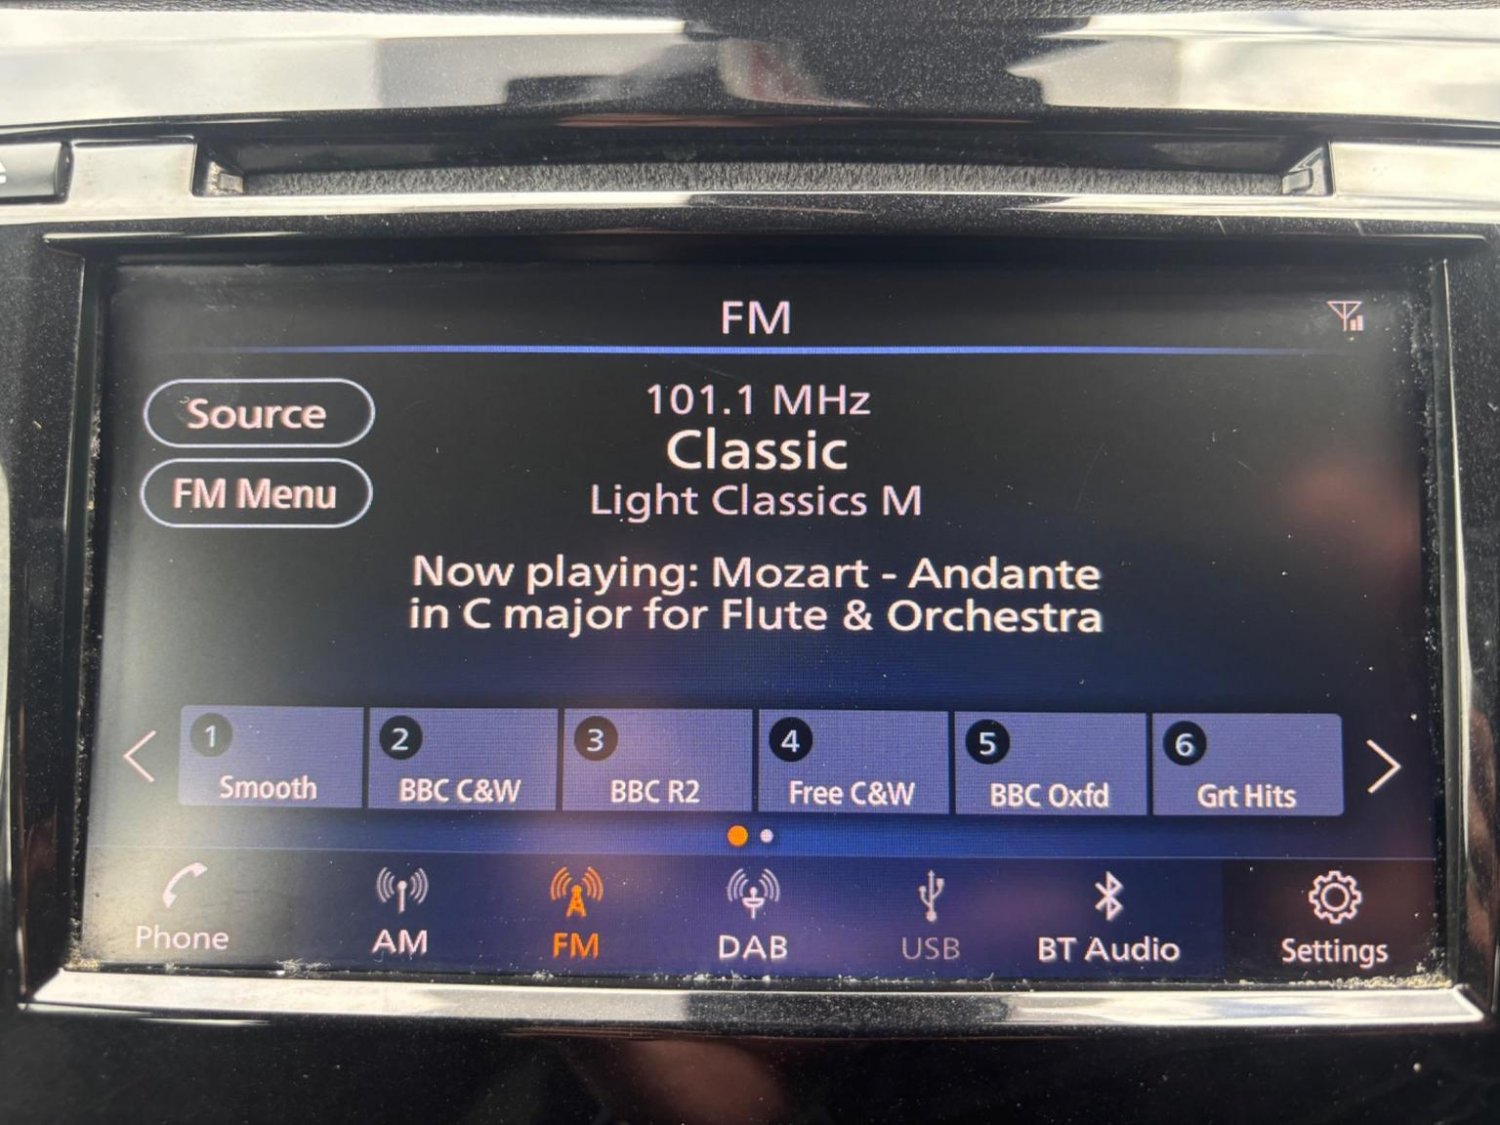 FM
101.1 MHz
Source
Classic
FM Menu
Light Classics M
Now playing: Mozart - Andante
in C major for Flute & Orchestra
1
Smooth
2
BBC C&W
3
BBC R2
4
Free C&W
5
BBC Oxfd
6
Grt Hits
Phone
AM
FM
DAB
USB
BT Audio
Settings